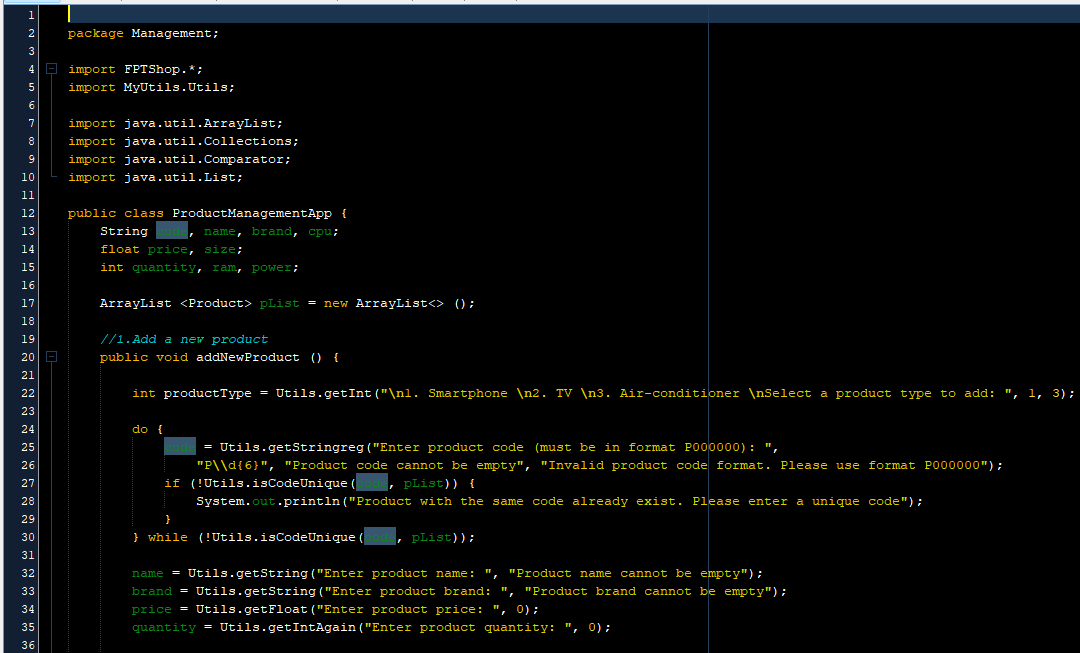 1
2 package Management;
3
4 import FPTShop.*;
5 import MyUtils.Utils;
6
7 import java.util.ArrayList;
8 import java.util.Collections;
9 import java.util.Comparator;
10 import java.util.List;
11
12 public class ProductManagementApp {
13 String code, name, brand, cpu;
14 float price, size;
15 int quantity, ram, power;
16
17 ArrayList <Product> pList = new ArrayList<> ();
18
19 //1.Add a new product
20 public void addNewProduct () {
21
22 int productType = Utils.getInt("\n1. Smartphone \n2. TV \n3. Air-conditioner \nSelect a product type to add: ", 1, 3);
23
24 do {
25 code = Utils.getStringreg("Enter product code (must be in format P000000): ",
26 "P\\d{6}", "Product code cannot be empty", "Invalid product code format. Please use format P000000");
27 if (!Utils.isCodeUnique(code, pList)) {
28 System.out.println("Product with the same code already exist. Please enter a unique code");
29 }
30 } while (!Utils.isCodeUnique(code, pList));
31
32 name = Utils.getString("Enter product name: ", "Product name cannot be empty");
33 brand = Utils.getString("Enter product brand: ", "Product brand cannot be empty");
34 price = Utils.getFloat("Enter product price: ", 0);
35 quantity = Utils.getIntAgain("Enter product quantity: ", 0);
36